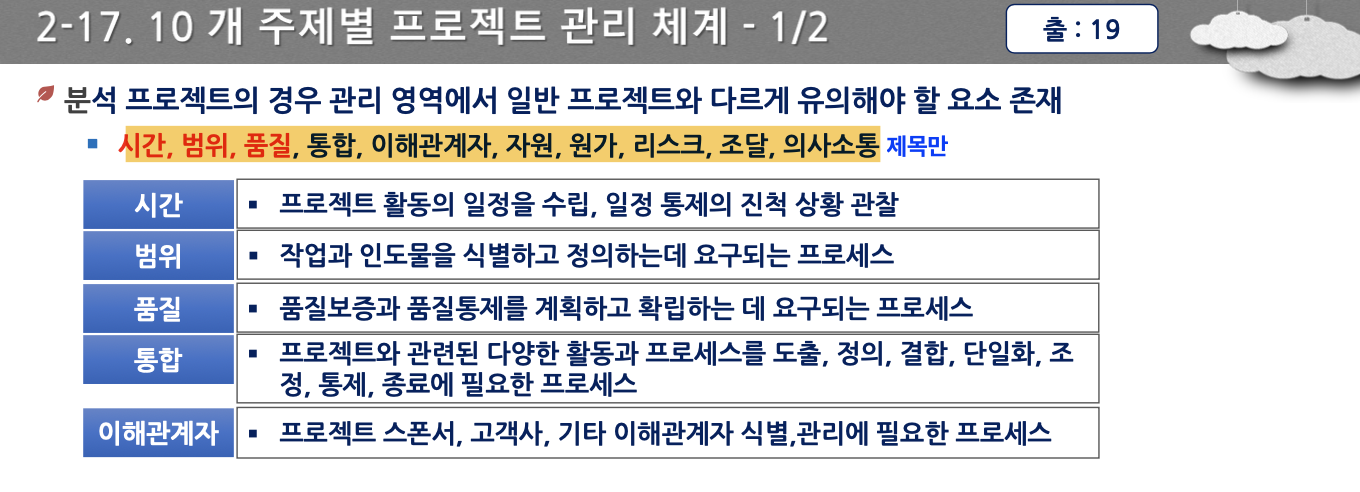 2-17. 10 개 주제별 프로젝트 관리 체계 - 1/2
출 : 19
분석 프로젝트의 경우 관리 영역에서 일반 프로젝트와 다르게 유의해야 할 요소 존재
시간, 범위, 품질, 통합, 이해관계자, 자원, 원가, 리스크, 조달, 의사소통 제목만
시간
프로젝트 활동의 일정을 수립, 일정 통제의 진척 상황 관찰
범위
작업과 인도물을 식별하고 정의하는데 요구되는 프로세스
품질
품질보증과 품질통제를 계획하고 확립하는 데 요구되는 프로세스
통합
프로젝트와 관련된 다양한 활동과 프로세스를 도출, 정의, 결합, 단일화, 조
정, 통제, 종료에 필요한 프로세스
이해관계자
프로젝트 스폰서, 고객사, 기타 이해관계자 식별,관리에 필요한 프로세스